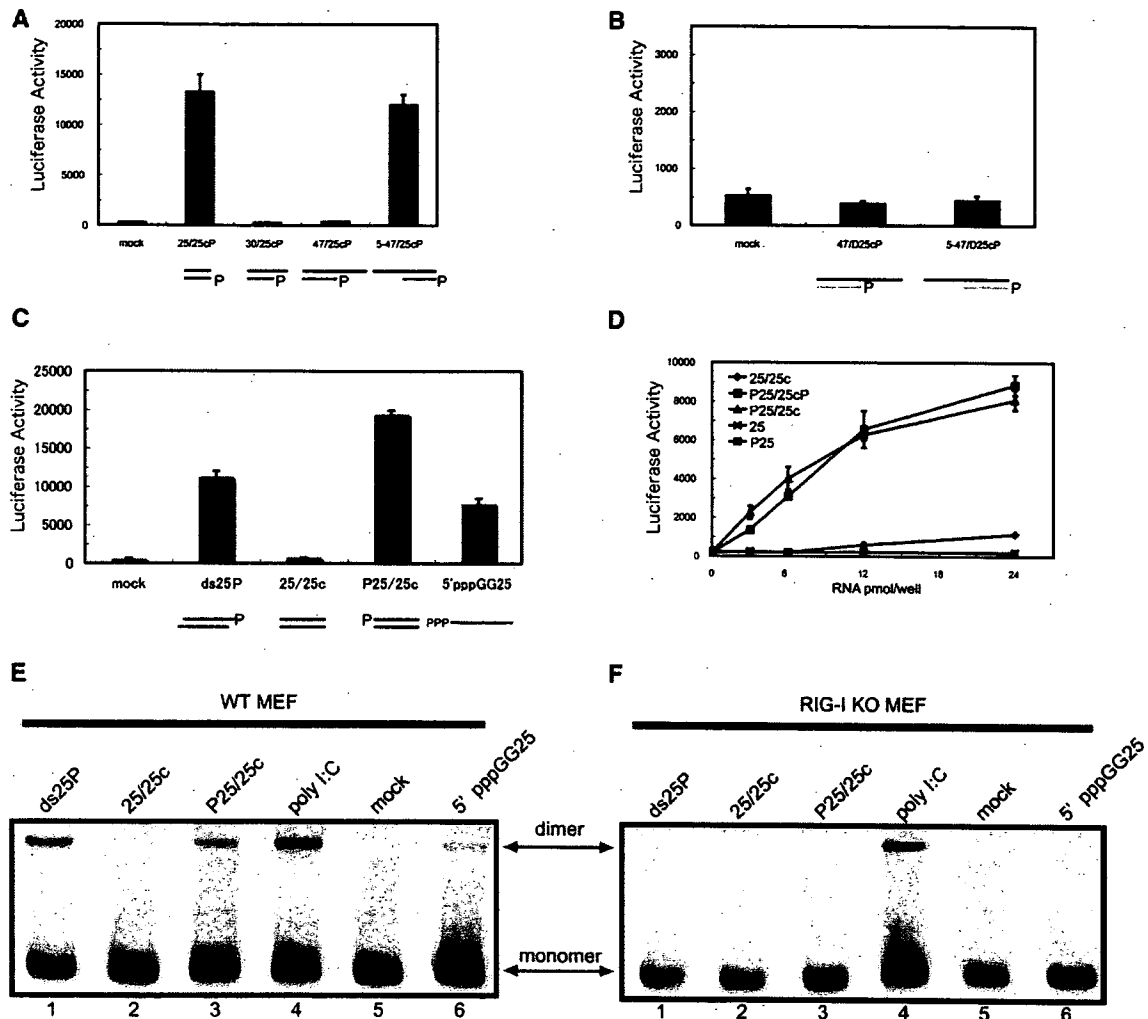 A
Luciferase Activity
20000
15000
10000
5000
0
mock 25/25cP 30/25cP 47/25cP 5-47/25cP
P P P P
B
Luciferase Activity
3000
2000
1000
0
mock 47/D25cP 5-47/D25cP
P P
C
Luciferase Activity
25000
20000
15000
10000
5000
0
mock ds25P 25/25c P25/25c 5'pppGG25
P P PPP
D
Luciferase Activity
10000
8000
6000
4000
2000
0
25/25c
P25/25cP
P25/25c
25
P25
0 6 12 18 24
RNA pmol/well
E
WT MEF
ds25P 25/25c P25/25c poly I:C mock 5' pppGG25
dimer
monomer
1 2 3 4 5 6
F
RIG-I KO MEF
ds25P 25/25c P25/25c poly I:C mock 5' pppGG25
1 2 3 4 5 6